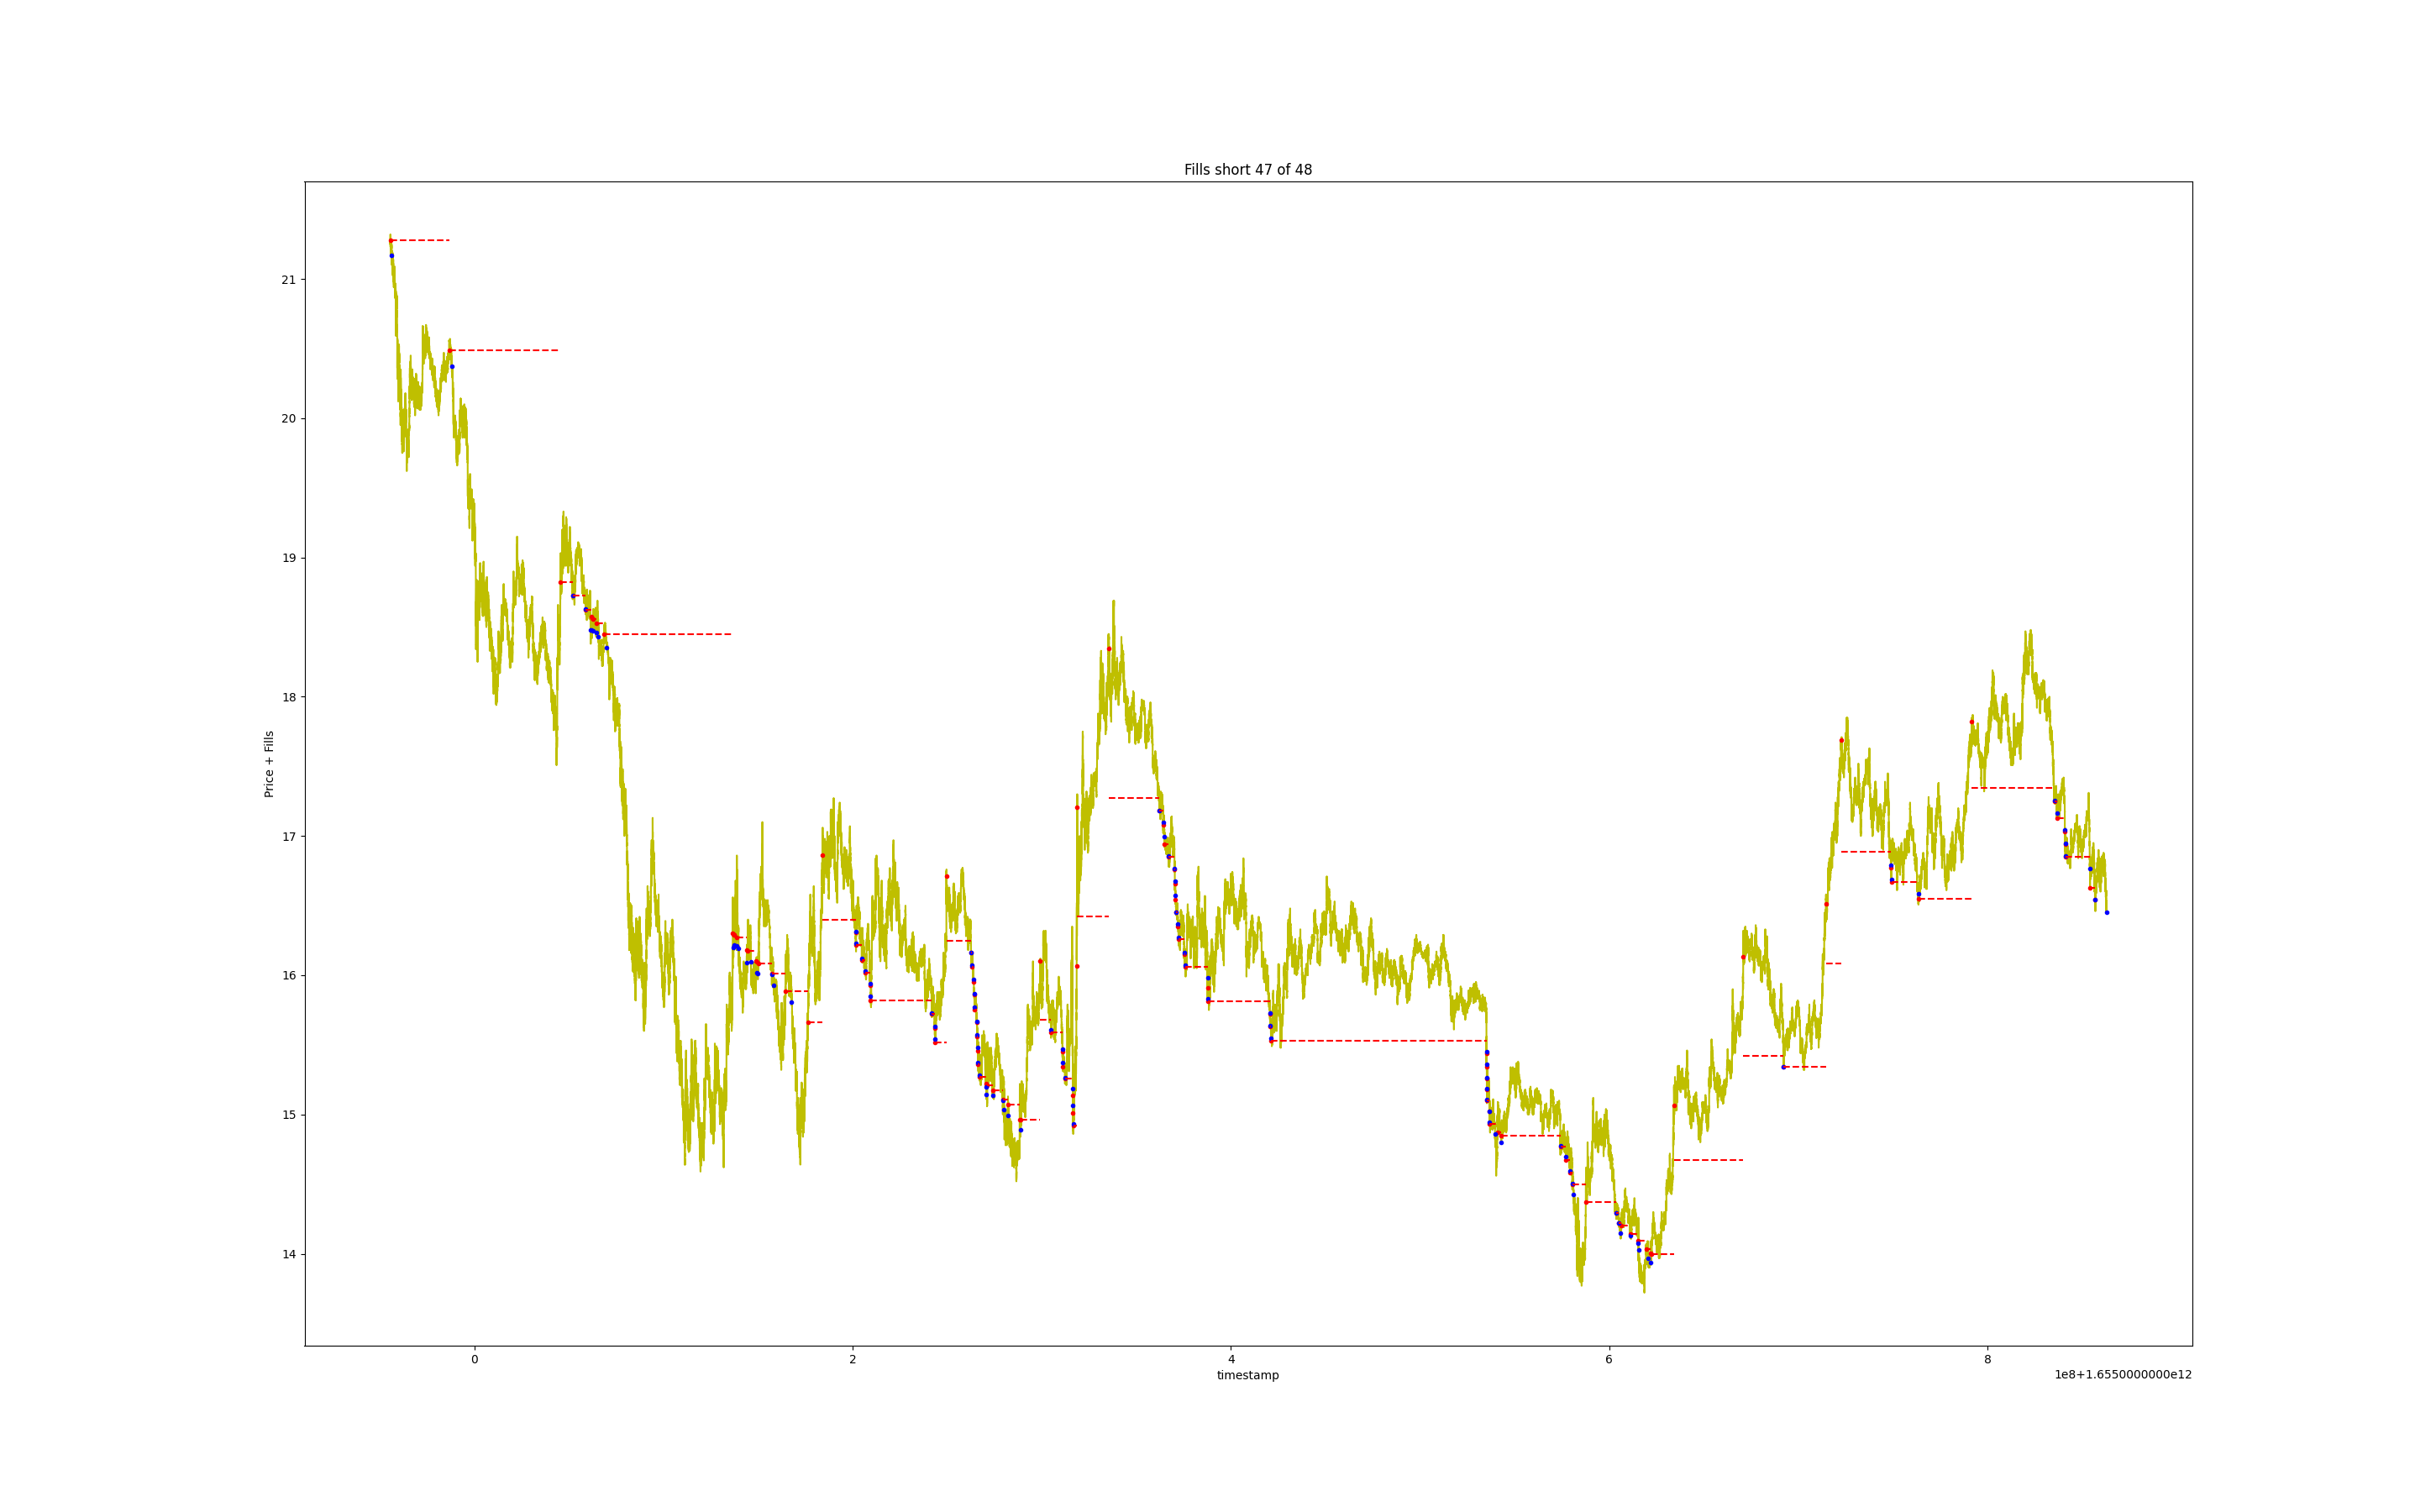 Fills short 47 of 48
21
20
19
18
17
16
15
14
Price + Fills
0 2 4 6 8
timestamp
1e8+1.6550000000e12